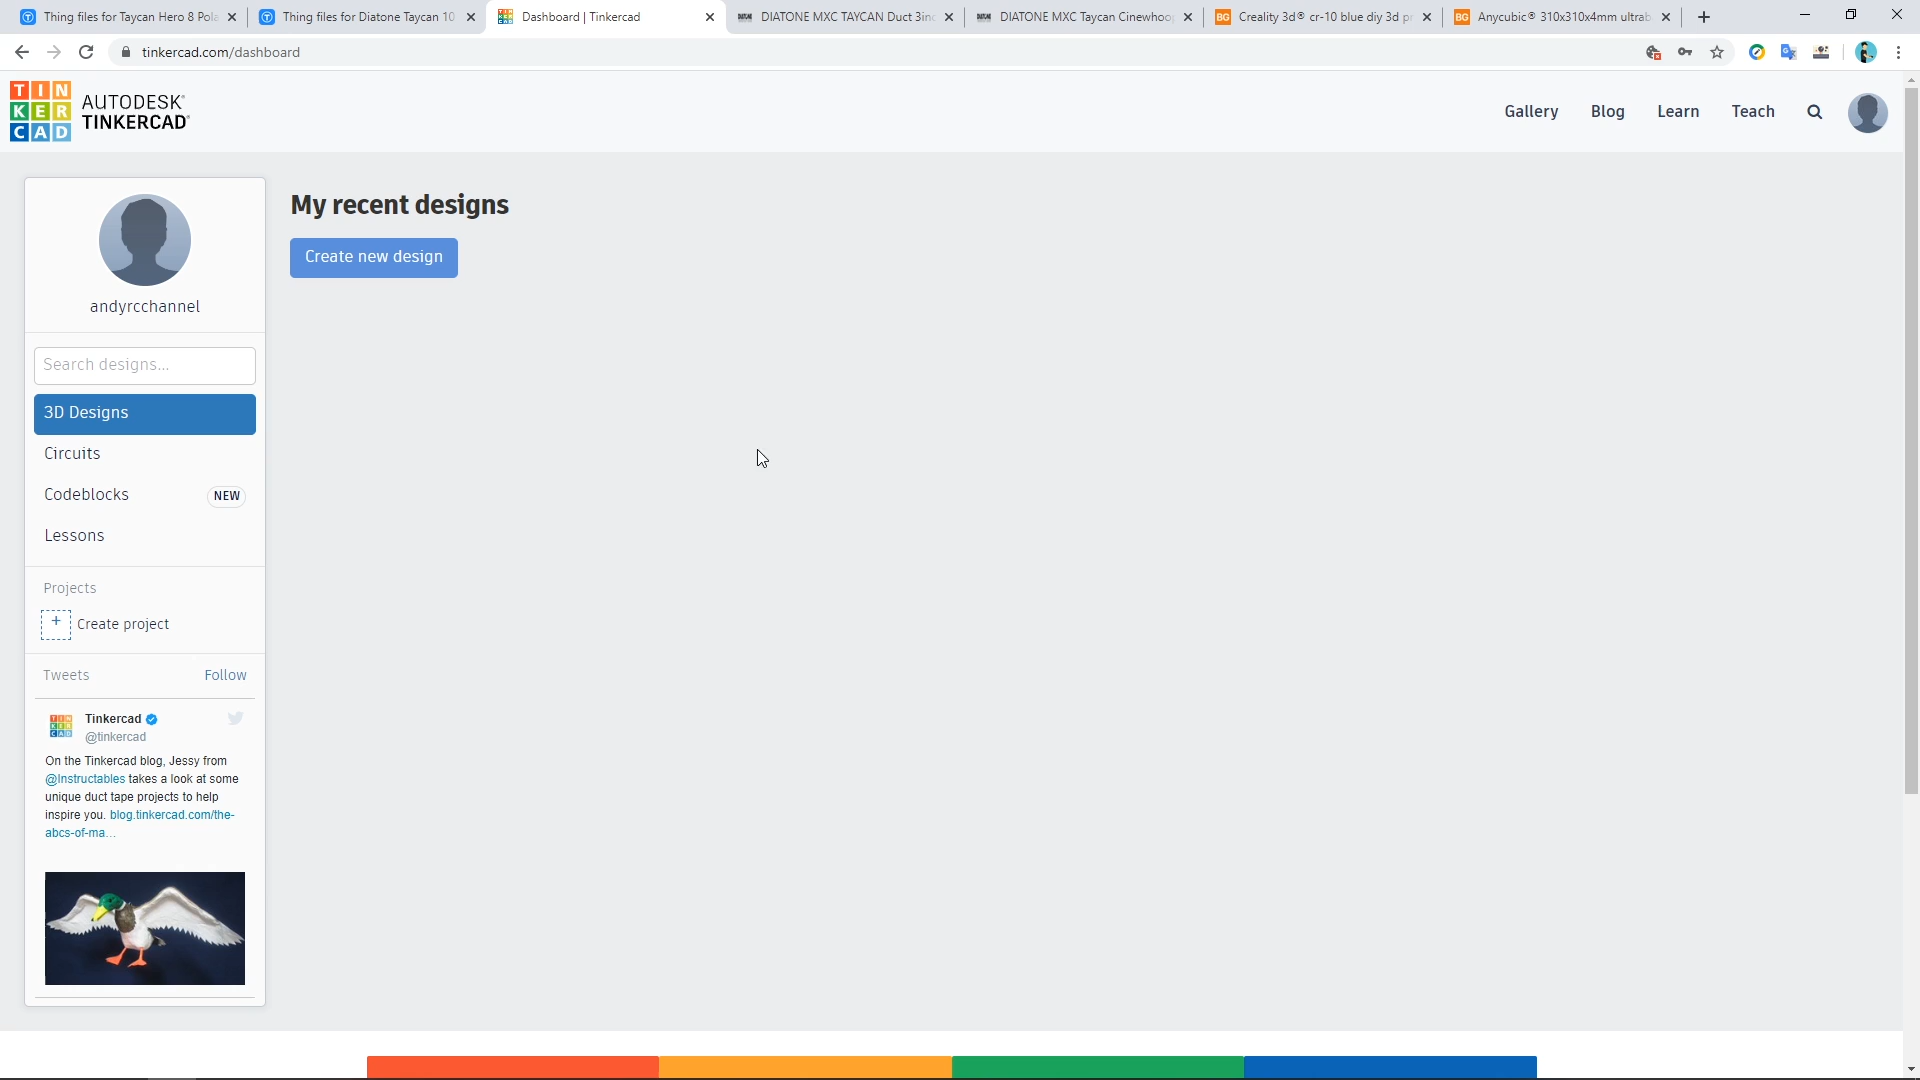 Thing files for Taycan Hero 8 Pola
Thing files for Diatone Taycan 10
Dashboard | Tinkercad
DIATONE MXC TAYCAN Duct 3inc
DIATONE MXC Taycan Cinewhoo
BG Creality 3d® cr-10 blue diy 3d pr
BG Anycubic® 310x310x4mm ultrab
tinkercad.com/dashboard
TIN
KER
CAD
AUTODESK®
TINKERCAD®
Gallery
Blog
Learn
Teach
andyrcchannel
Search designs...
3D Designs
Circuits
Codeblocks NEW
Lessons
Projects
+ Create project
Tweets Follow
Tinkercad
@tinkercad
On the Tinkercad blog, Jessy from
@Instructables takes a look at some
unique duct tape projects to help
inspire you. blog.tinkercad.com/the-
abcs-of-ma…
My recent designs
Create new design